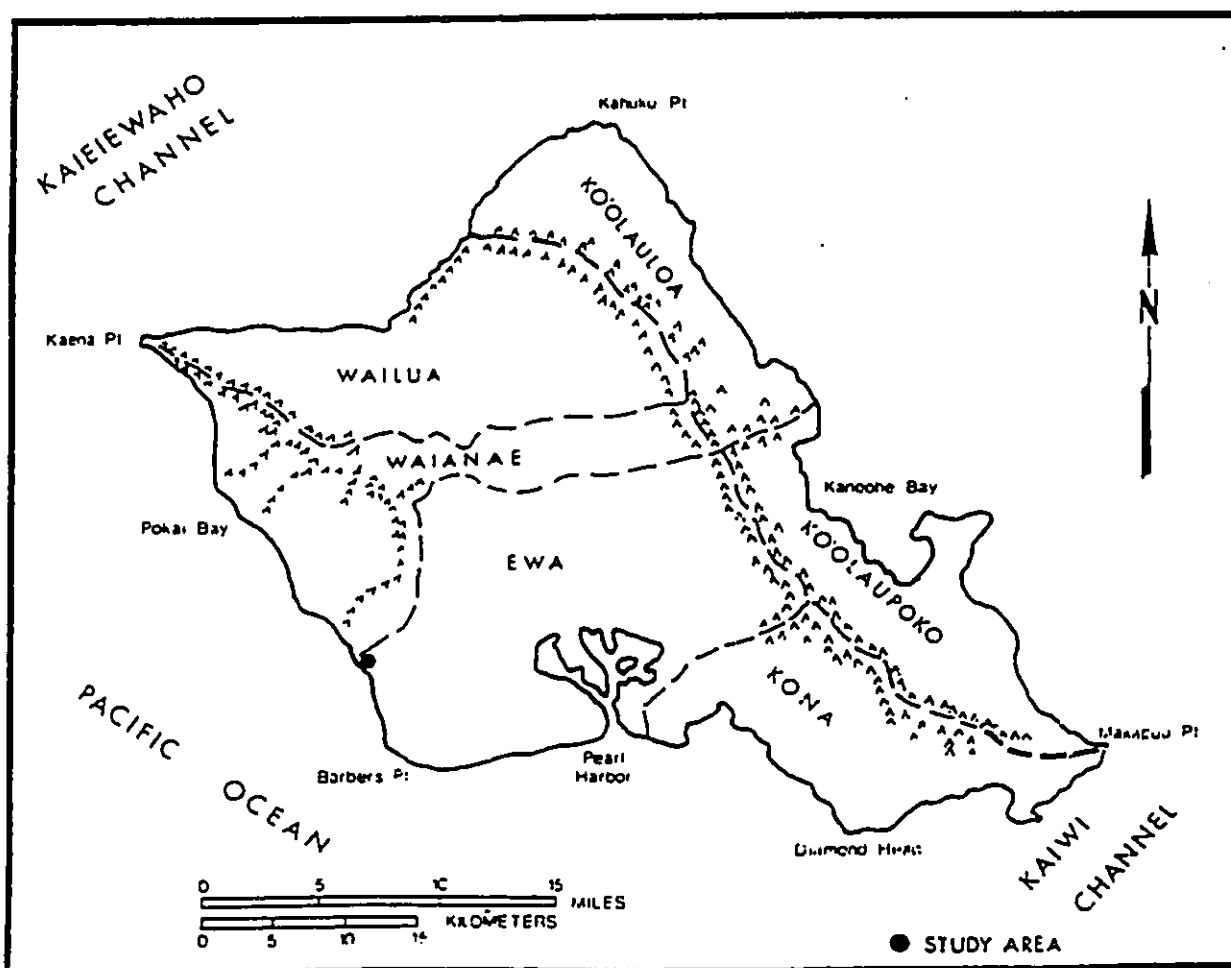 KAIEIEWAHO
CHANNEL
Kahuku Pt
KO'OLAULOA
N
Kaena Pt
WAILUA
WAIANAE
Kaneohe Bay
Pokai Bay
EWA
KO'OLAUPOKO
KONA
PACIFIC
OCEAN
Pt
Barbers Pt
Pearl
Harbor
Diamond
KAIWI
CHANNEL
0 5 10 15
MILES
KILOMETERS
0 5 10 15
STUDY AREA